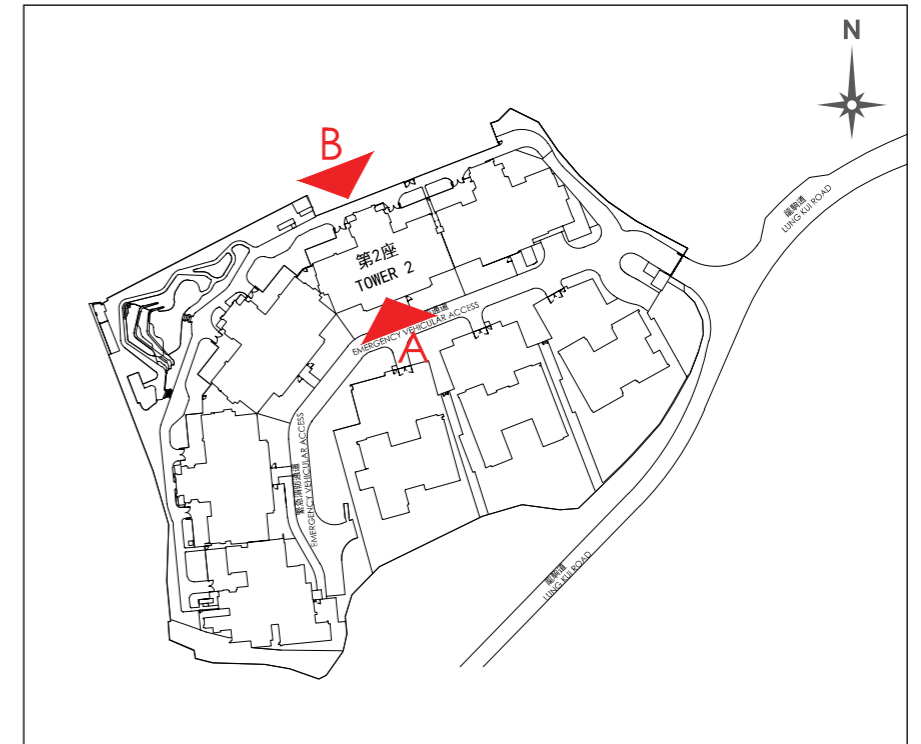 N
B
龍駒道
LUNG KUI ROAD
第2座
TOWER 2
EMERGENCY VEHICULAR ACCESS
A
緊急消防通道
EMERGENCY VEHICULAR ACCESS
龍駒道
LUNG KUI ROAD